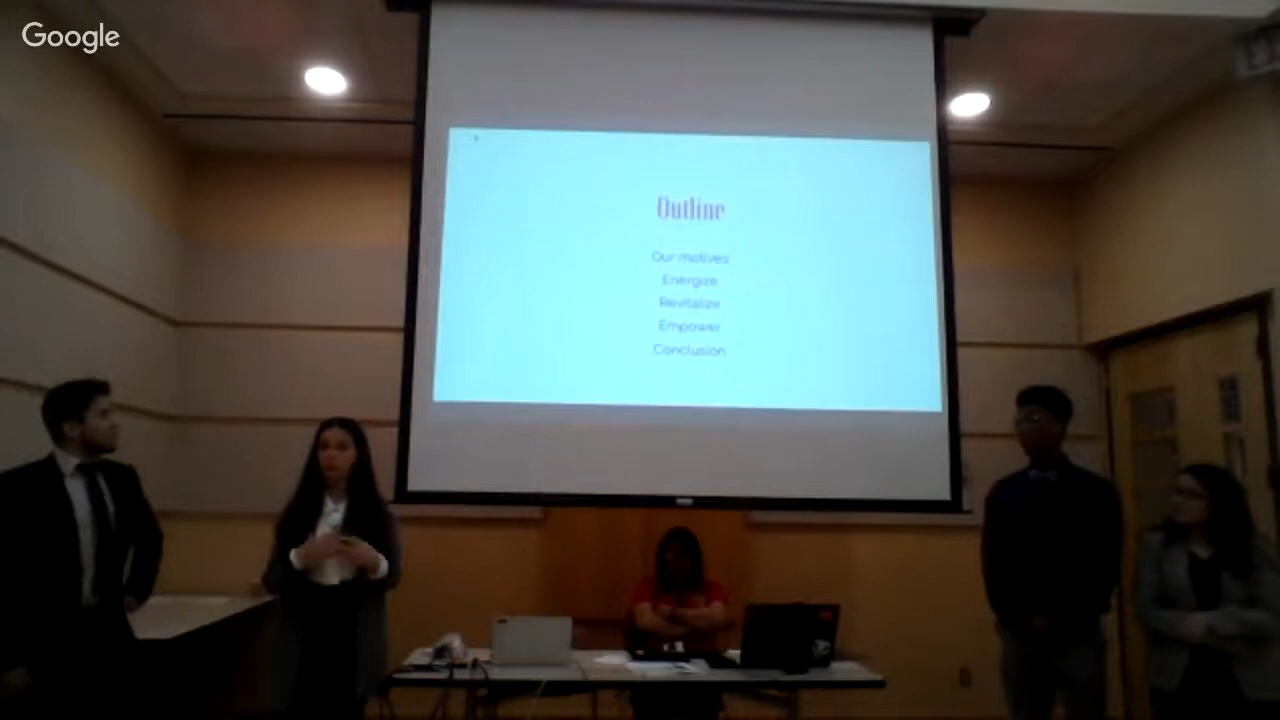 Google
Outline
Our motives
Energize
Revitalize
Empower
Conclusion